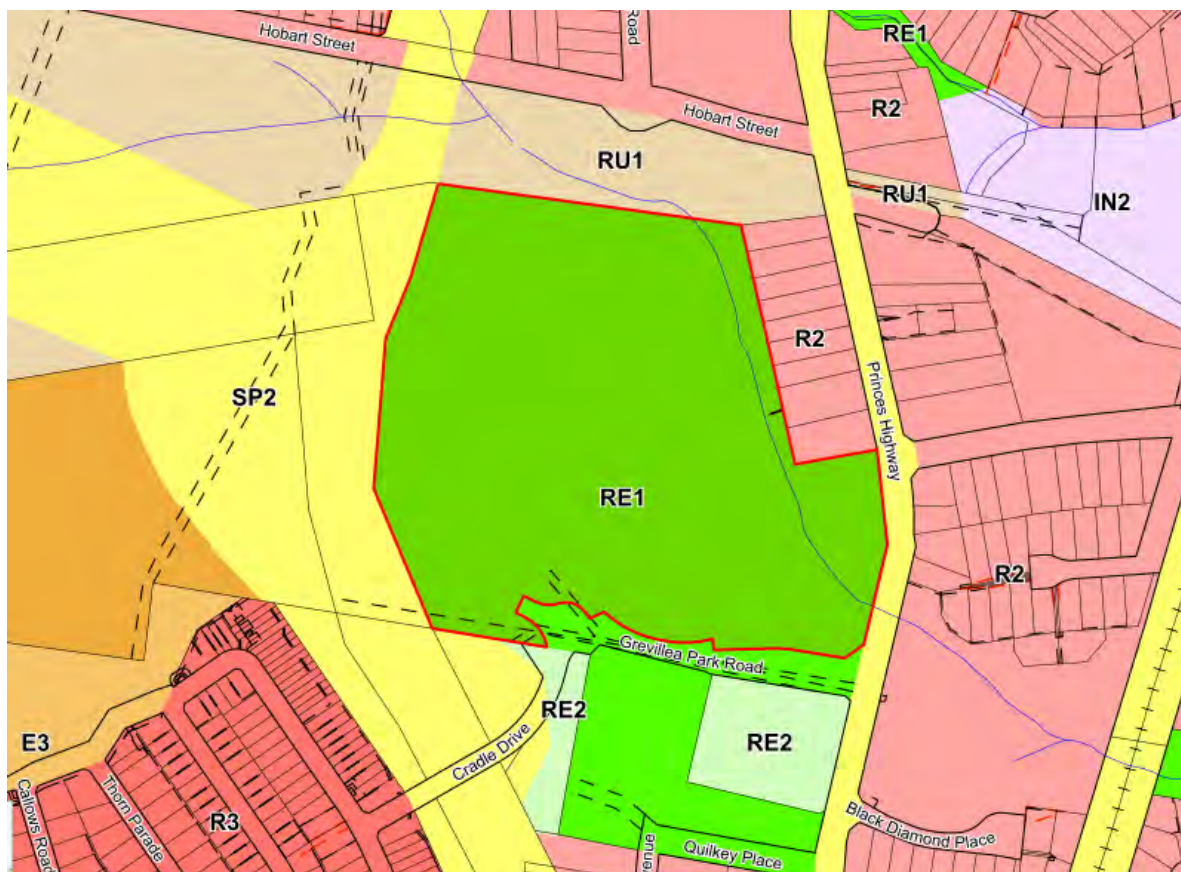 Hobart Street
Road
RE1
R2
Hobart Street
RU1
RU1
IN2
R2
SP2
Princes Highway
RE1
R2
Grevillea Park Road
RE2
RE2
E3
Cradle Drive
Callows Road
Thorn Parade
R3
Black Diamond Place
venue
Quilkey Place